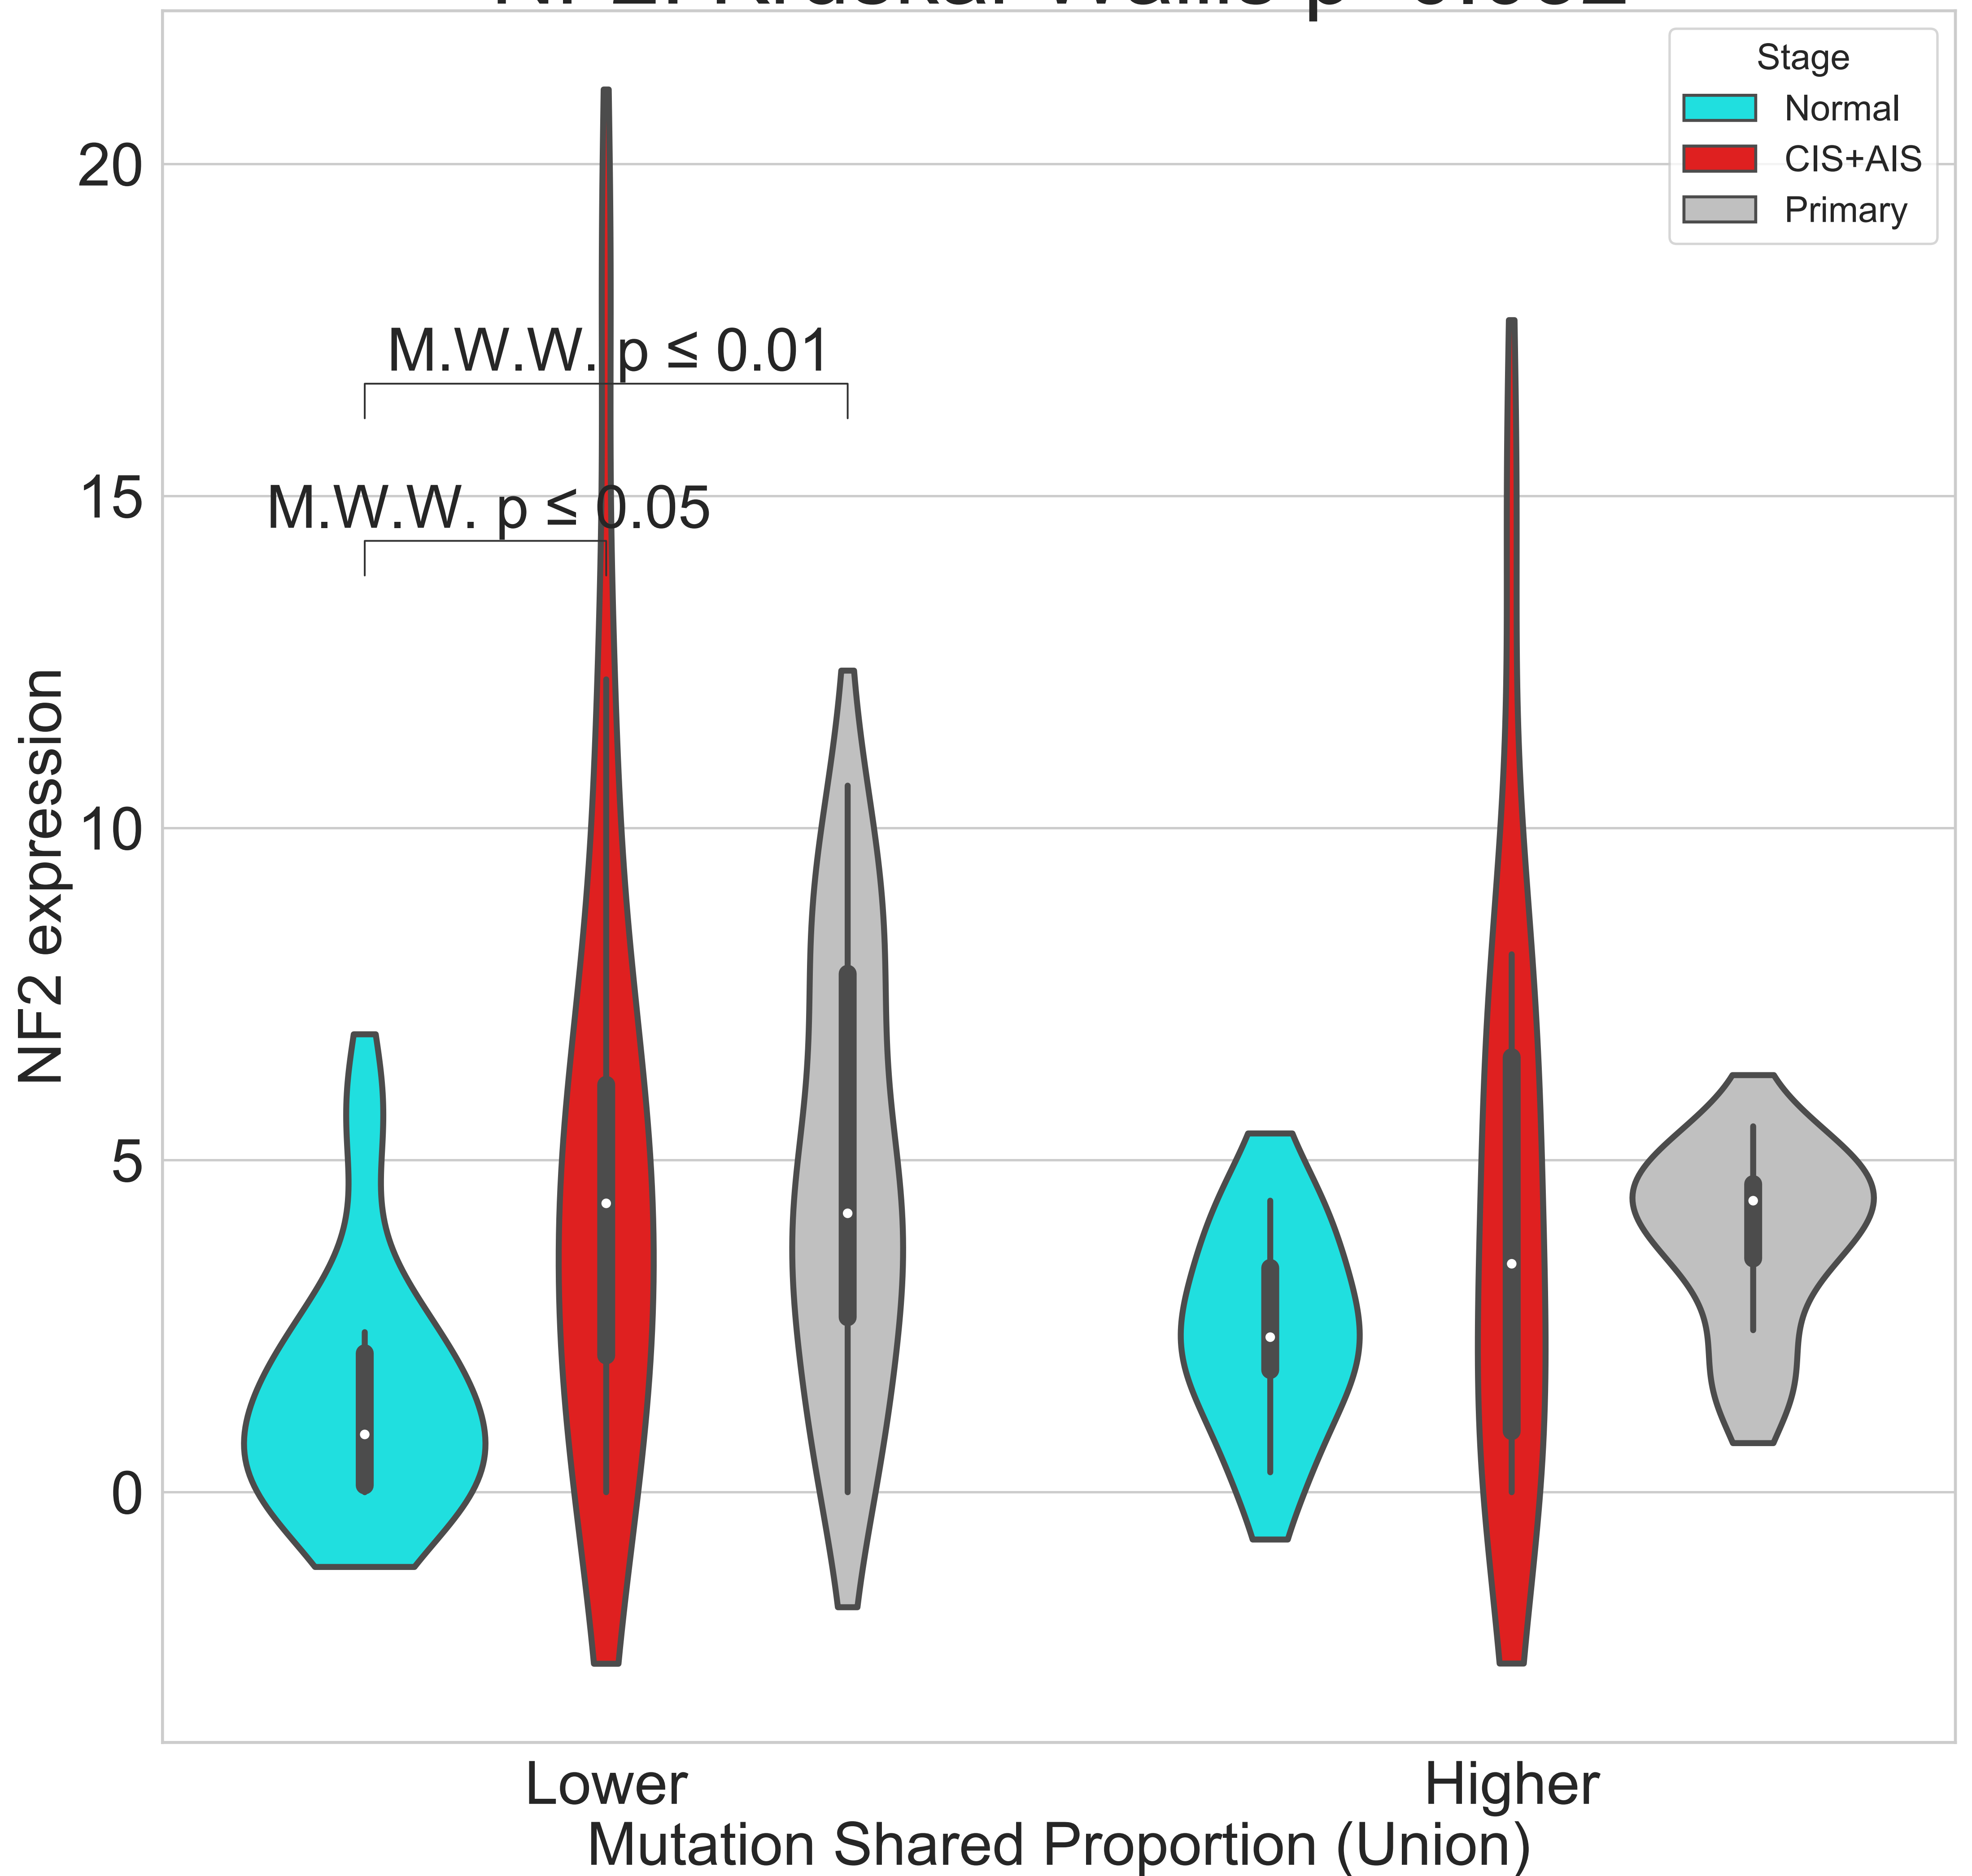 Stage
Normal
CIS+AIS
Primary
20
15
10
5
0
M.W.W. p ≤ 0.01
M.W.W. p ≤ 0.05
NF2 expression
Lower
Higher
Mutation Shared Proportion (Union)